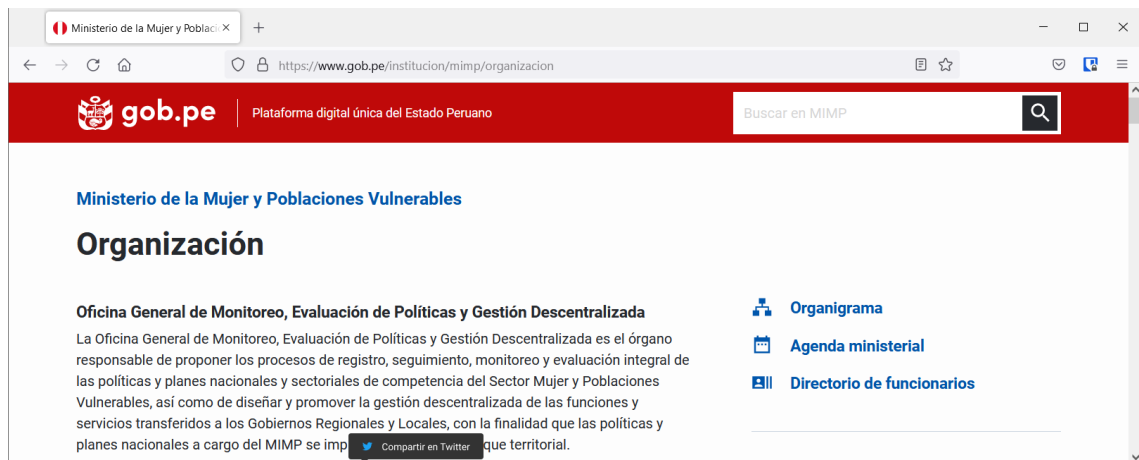 Ministerio de la Mujer y Poblaci
https://www.gob.pe/institucion/mimp/organizacion
gob.pe
Plataforma digital única del Estado Peruano
Buscar en MIMP
Ministerio de la Mujer y Poblaciones Vulnerables
Organización
Oficina General de Monitoreo, Evaluación de Políticas y Gestión Descentralizada
La Oficina General de Monitoreo, Evaluación de Políticas y Gestión Descentralizada es el órgano
responsable de proponer los procesos de registro, seguimiento, monitoreo y evaluación integral de
las políticas y planes nacionales y sectoriales de competencia del Sector Mujer y Poblaciones
Vulnerables, así como de diseñar y promover la gestión descentralizada de las funciones y
servicios transferidos a los Gobiernos Regionales y Locales, con la finalidad que las políticas y
planes nacionales a cargo del MIMP se imp
Compartir en Twitter
que territorial.
Organigrama
Agenda ministerial
Directorio de funcionarios